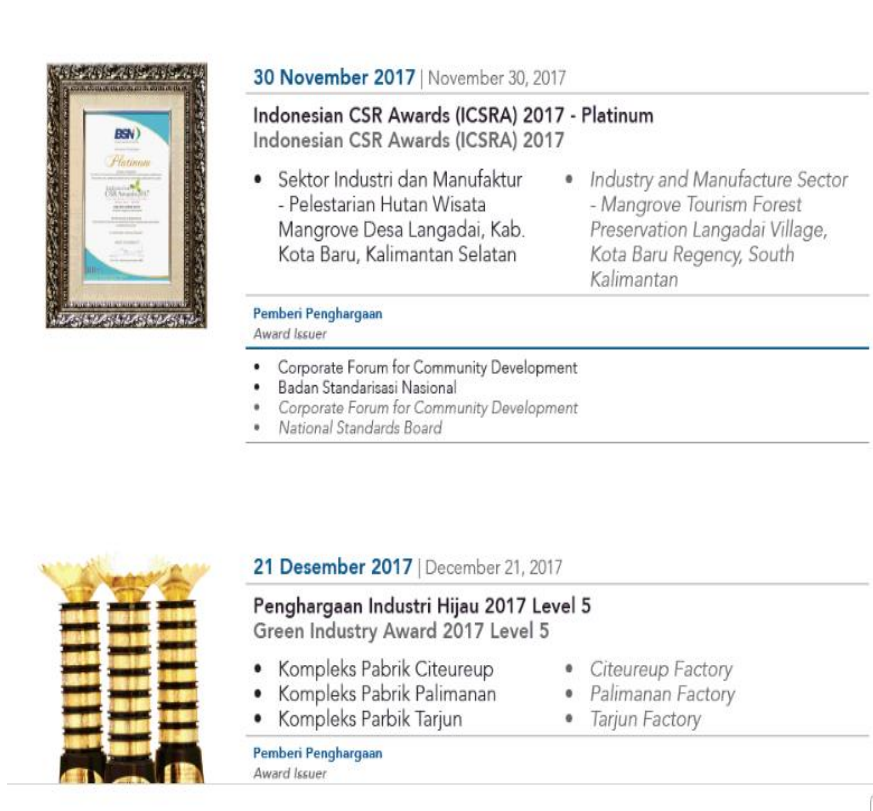 BSN
Platinum
30 November 2017 | November 30, 2017
Indonesian CSR Awards (ICSRA) 2017 - Platinum
Indonesian CSR Awards (ICSRA) 2017
• Sektor Industri dan Manufaktur
- Pelestarian Hutan Wisata
Mangrove Desa Langadai, Kab.
Kota Baru, Kalimantan Selatan
• Industry and Manufacture Sector
- Mangrove Tourism Forest
Preservation Langadai Village,
Kota Baru Regency, South
Kalimantan
Pemberi Penghargaan
Award Issuer
• Corporate Forum for Community Development
• Badan Standarisasi Nasional
• Corporate Forum for Community Development
• National Standards Board
21 Desember 2017 | December 21, 2017
Penghargaan Industri Hijau 2017 Level 5
Green Industry Award 2017 Level 5
• Kompleks Pabrik Citeureup
• Kompleks Pabrik Palimanan
• Kompleks Parbik Tarjun
• Citeureup Factory
• Palimanan Factory
• Tarjun Factory
Pemberi Penghargaan
Award Issuer